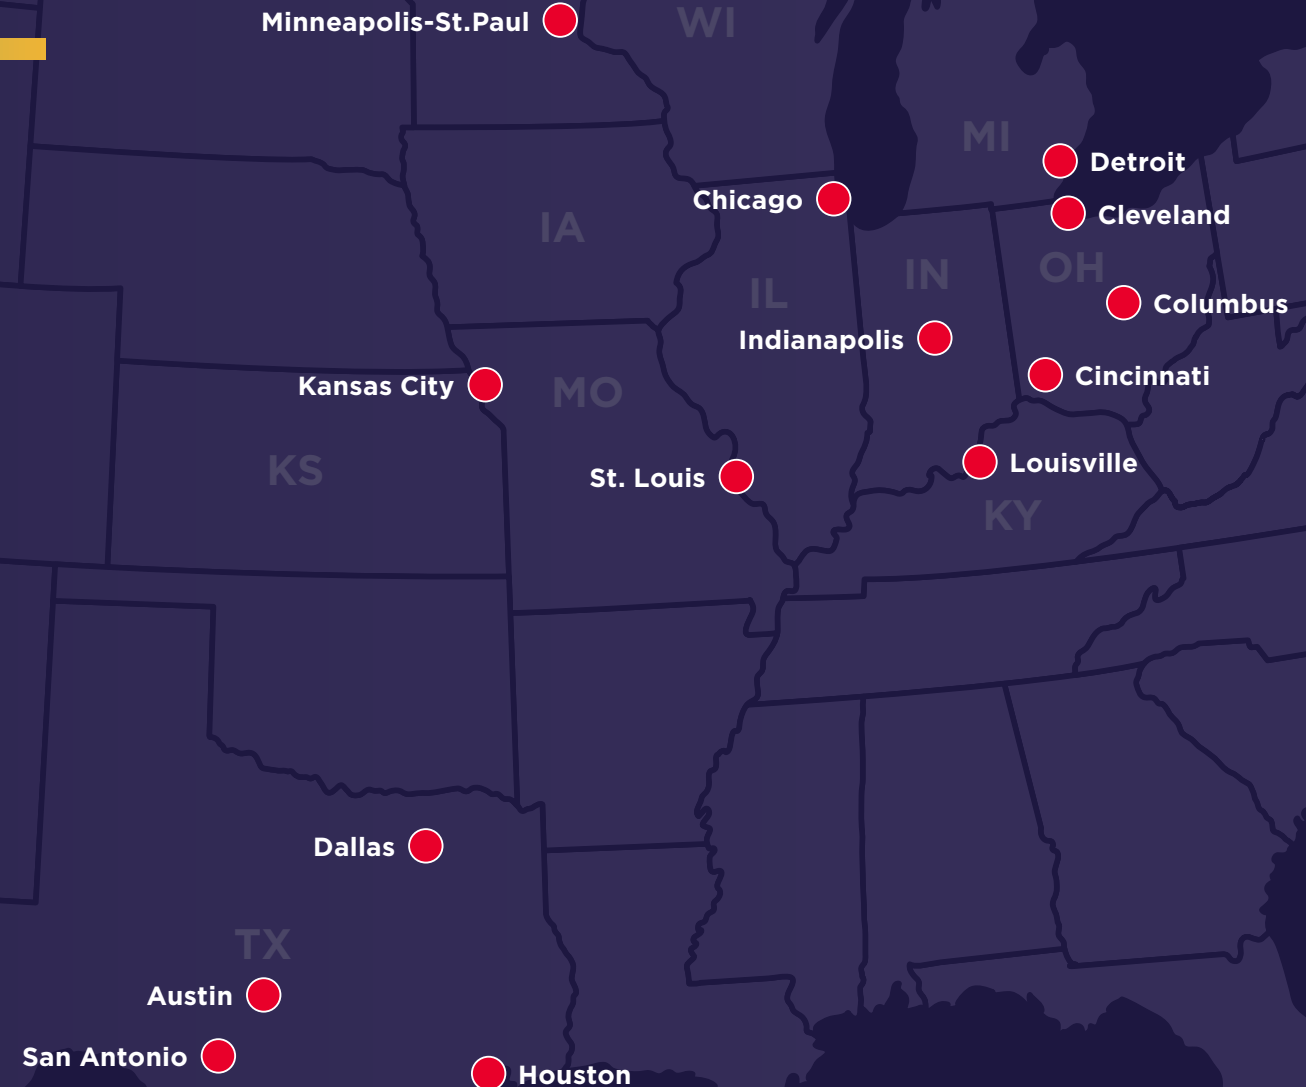 Minneapolis-St.Paul
WI
MI
Detroit
Chicago
Cleveland
IA
OH
IN
IL
Columbus
Indianapolis
Kansas City
MO
Cincinnati
KS
St. Louis
Louisville
KY
Dallas
TX
Austin
San Antonio
Houston